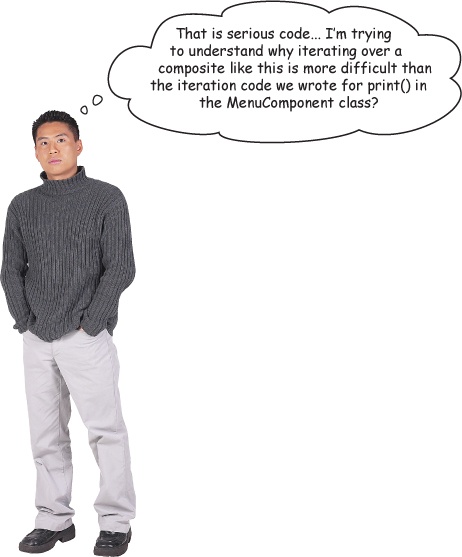 That is serious code... I'm trying
to understand why iterating over a
composite like this is more difficult than
the iteration code we wrote for print() in
the MenuComponent class?